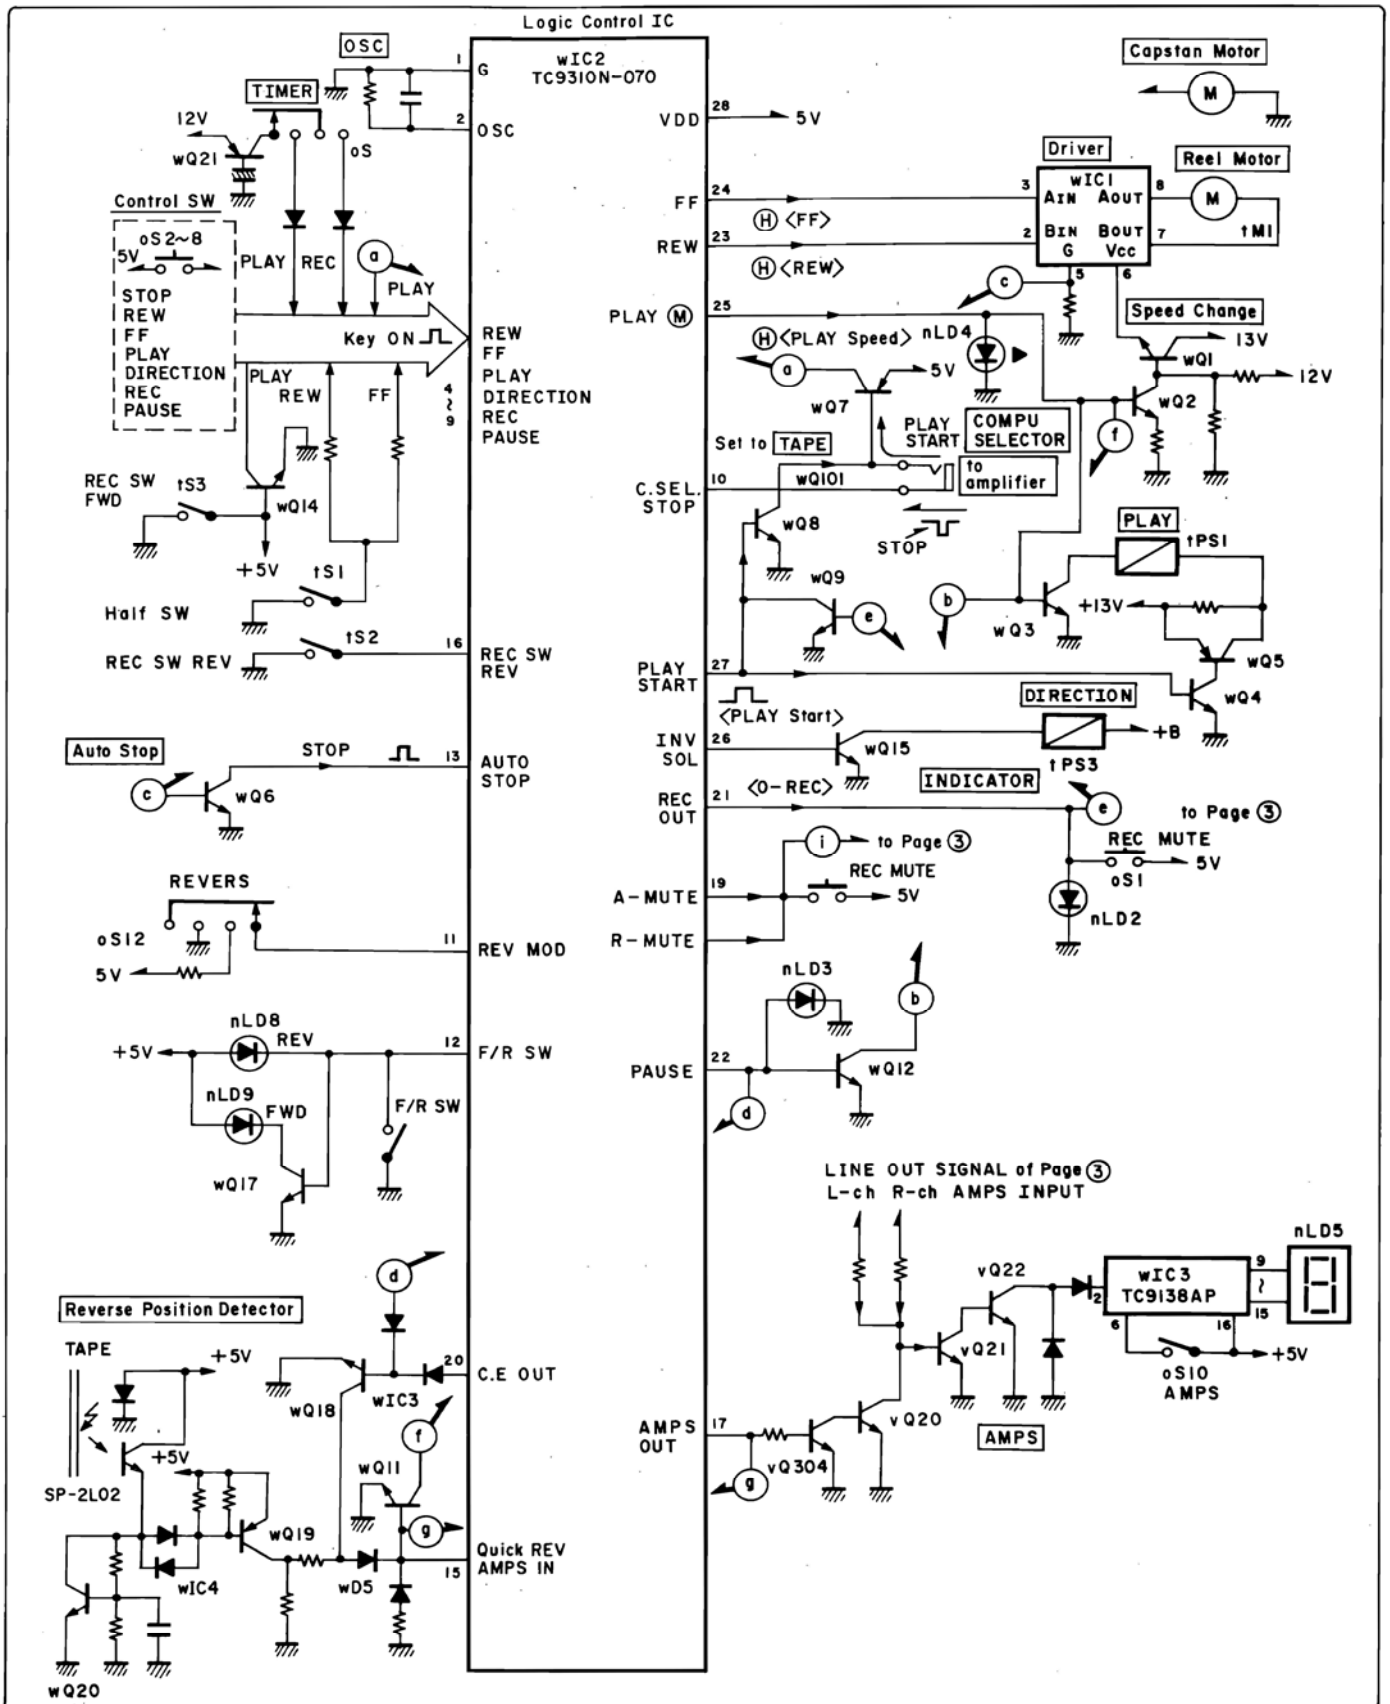 Logic Control IC
OSC
wIC2
TC9310N-070
1
G
2
OSC
TIMER
12V
wQ21
oS
Control SW
oS2~8
5V
STOP
REW
FF
PLAY
DIRECTION
REC
PAUSE
PLAY
REC
a
PLAY
Key ON
REW
FF
PLAY
DIRECTION
REC
PAUSE
4
~
9
PLAY
REW
FF
REC SW
FWD
tS3
wQ14
+5V
tS1
Half SW
tS2
REC SW REV
16
REC SW
REV
Auto Stop
STOP
13
AUTO
STOP
c
wQ6
REVERS
oS12
5V
11
REV MOD
nLD8
REV
+5V
12
F/R SW
nLD9
FWD
F/R SW
wQ17
d
Reverse Position Detector
TAPE
+5V
20
C.E OUT
wQ18
wIC3
f
+5V
wQ11
SP-2L02
wQ19
g
Quick REV
AMPS IN
15
wIC4
wD5
wQ20
VDD
28
5V
Capstan Motor
M
Driver
Reel Motor
wIC1
FF
24
H <FF>
3
AIN
AOUT
8
M
REW
23
H <REW>
2
BIN
BOUT
7
tM1
G
Vcc
5
6
c
PLAY M
25
H <PLAY Speed>
nLD4
Speed Change
13V
wQ1
12V
a
5V
wQ7
wQ2
f
PLAY
START
COMPU
SELECTOR
Set to TAPE
to
amplifier
wQ101
C.SEL.
STOP
10
wQ8
STOP
PLAY
tPS1
wQ9
e
b
+13V
wQ3
wQ5
PLAY
START
27
wQ4
<PLAY Start>
DIRECTION
INV
SOL
26
wQ15
+B
tPS3
REC
OUT
21
<O-REC>
INDICATOR
e
to Page 3
REC MUTE
5V
oS1
nLD2
i
to Page 3
REC MUTE
A-MUTE
19
5V
R-MUTE
nLD3
b
PAUSE
22
wQ12
d
LINE OUT SIGNAL of Page 3
L-ch R-ch AMPS INPUT
nLD5
vQ22
wIC3
TC9138AP
2
9
~
15
6
16
vQ21
oS10
AMPS
+5V
vQ20
AMPS
AMPS
OUT
17
vQ304
g